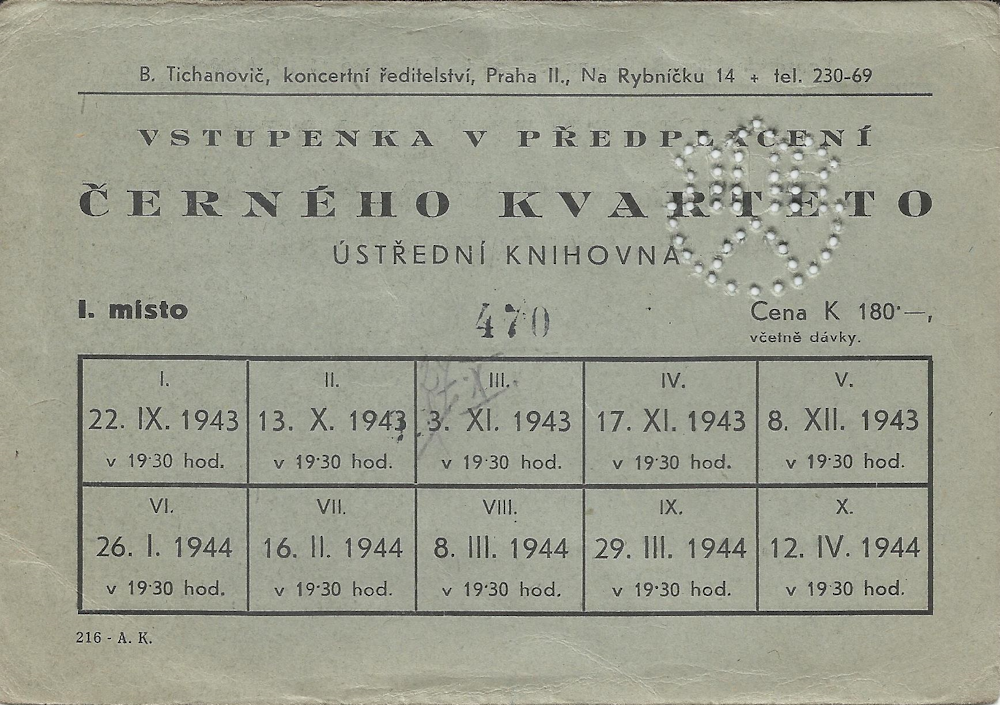 B. Tichanovič, koncertní ředitelství, Praha II., Na Rybníčku 14 + tel. 230-69
VSTUPENKA V PŘEDPLACENÍ
ČERNÉHO KVARTETO
ÚSTŘEDNÍ KNIHOVNA
I. místo
470
Cena K 180·—,
včetně dávky.
I. II. III. IV. V.
22. IX. 1943 13. X. 1943 3. XI. 1943 17. XI. 1943 8. XII. 1943
v 19·30 hod. v 19·30 hod. v 19·30 hod. v 19·30 hod. v 19·30 hod.
VI. VII. VIII. IX. X.
26. I. 1944 16. II. 1944 8. III. 1944 29. III. 1944 12. IV. 1944
v 19·30 hod. v 19·30 hod. v 19·30 hod. v 19·30 hod. v 19·30 hod.
216 - A. K.